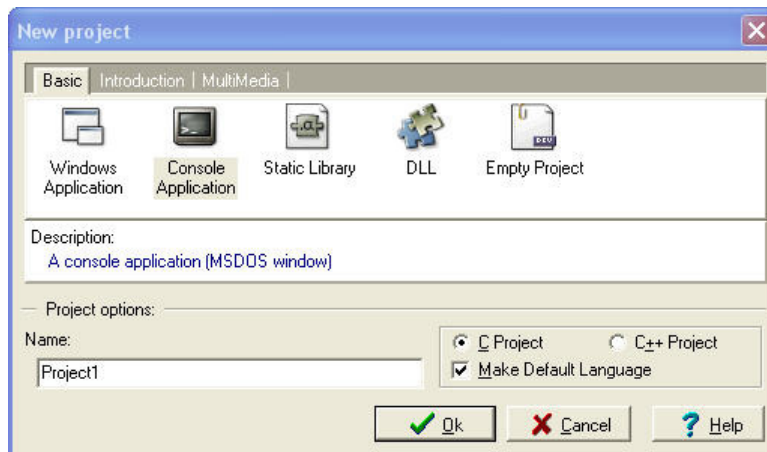 New project
Basic | Introduction | MultiMedia |
Windows Application
Console Application
Static Library
DLL
Empty Project
.a
DEV
Description:
A console application (MSDOS window)
Project options:
Name:
Project1
C Project
C++ Project
Make Default Language
Ok
Cancel
? Help